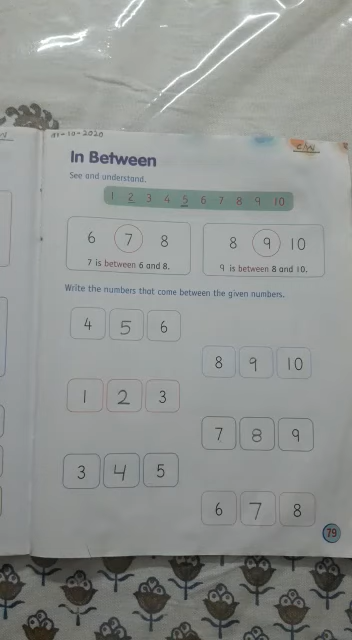 c/w
In Between
See and understand.
1 2 3 4 5 6 7 8 9 10
6 7 8
7 is between 6 and 8.
8 9 10
9 is between 8 and 10.
Write the numbers that come between the given numbers.
4 5 6
8 9 10
1 2 3
7 8 9
3 4 5
6 7 8
79